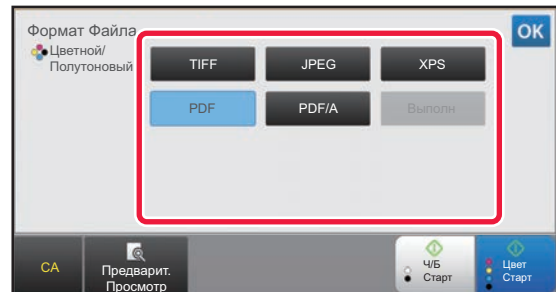 Формат Файла
OK
Цветной/
Полутоновый
TIFF
JPEG
XPS
PDF
PDF/A
Выполн
CA
Предварит.
Просмотр
Ч/Б
Старт
Цвет
Старт